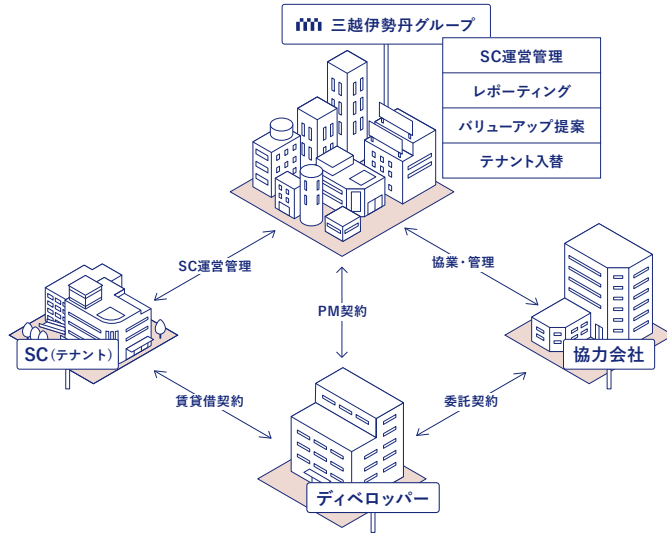 三越伊勢丹グループ
SC運営管理
レポーティング
バリューアップ提案
テナント入替
SC運営管理
協業・管理
PM契約
SC(テナント)
協力会社
賃貸借契約
委託契約
ディベロッパー